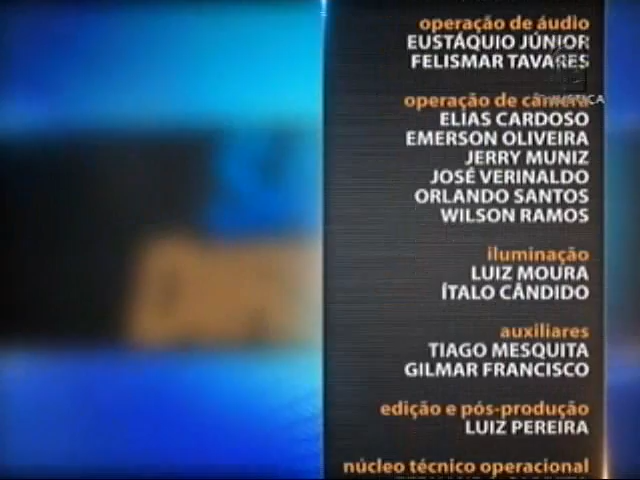 operação de áudio
EUSTÁQUIO JÚNIOR
FELISMAR TAVARES
operação de câmera
ELIAS CARDOSO
EMERSON OLIVEIRA
JERRY MUNIZ
JOSÉ VERINALDO
ORLANDO SANTOS
WILSON RAMOS
iluminação
LUIZ MOURA
ÍTALO CÂNDIDO
auxiliares
TIAGO MESQUITA
GILMAR FRANCISCO
edição e pós-produção
LUIZ PEREIRA
núcleo técnico operacional